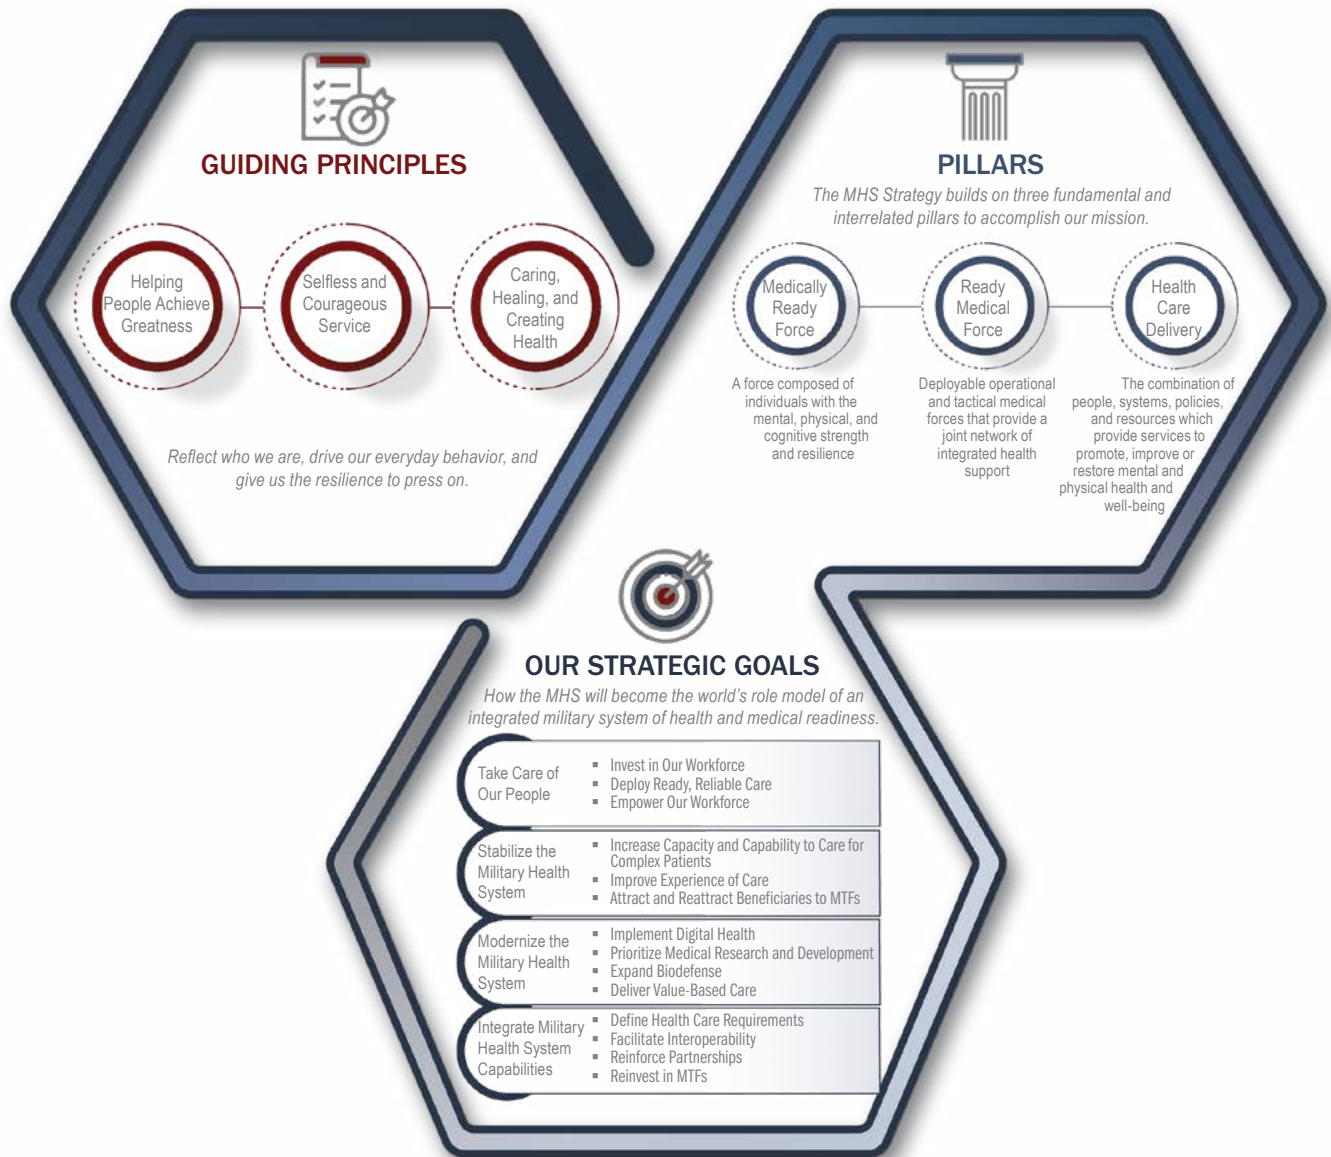 GUIDING PRINCIPLES
Helping
People Achieve
Greatness
Selfless and
Courageous
Service
Caring,
Healing, and
Creating
Health
Reflect who we are, drive our everyday behavior, and
give us the resilience to press on.
PILLARS
The MHS Strategy builds on three fundamental and
interrelated pillars to accomplish our mission.
Medically
Ready
Force
A force composed of
individuals with the
mental, physical, and
cognitive strength
and resilience
Ready
Medical
Force
Deployable operational
and tactical medical
forces that provide a
joint network of
integrated health
support
Health
Care
Delivery
The combination of
people, systems, policies,
and resources which
provide services to
promote, improve or
restore mental and
physical health and
well-being
OUR STRATEGIC GOALS
How the MHS will become the world's role model of an
integrated military system of health and medical readiness.
Take Care of
Our People
▪ Invest in Our Workforce
▪ Deploy Ready, Reliable Care
▪ Empower Our Workforce
Stabilize the
Military Health
System
▪ Increase Capacity and Capability to Care for
Complex Patients
▪ Improve Experience of Care
▪ Attract and Reattract Beneficiaries to MTFs
Modernize the
Military Health
System
▪ Implement Digital Health
▪ Prioritize Medical Research and Development
▪ Expand Biodefense
▪ Deliver Value-Based Care
Integrate Military
Health System
Capabilities
▪ Define Health Care Requirements
▪ Facilitate Interoperability
▪ Reinforce Partnerships
▪ Reinvest in MTFs